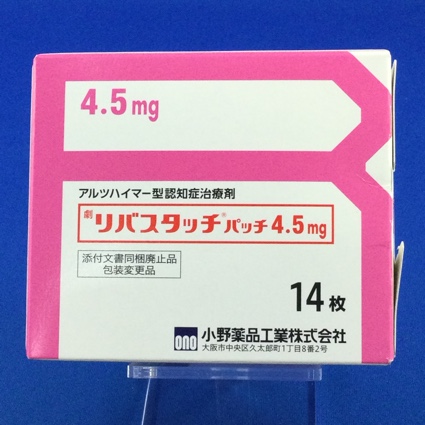 4.5mg
アルツハイマー型認知症治療剤
劇 リバスタッチ®パッチ4.5mg
添付文書同梱廃止品
包装変更品
14枚
ono 小野薬品工業株式会社
大阪市中央区久太郎町1丁目8番2号